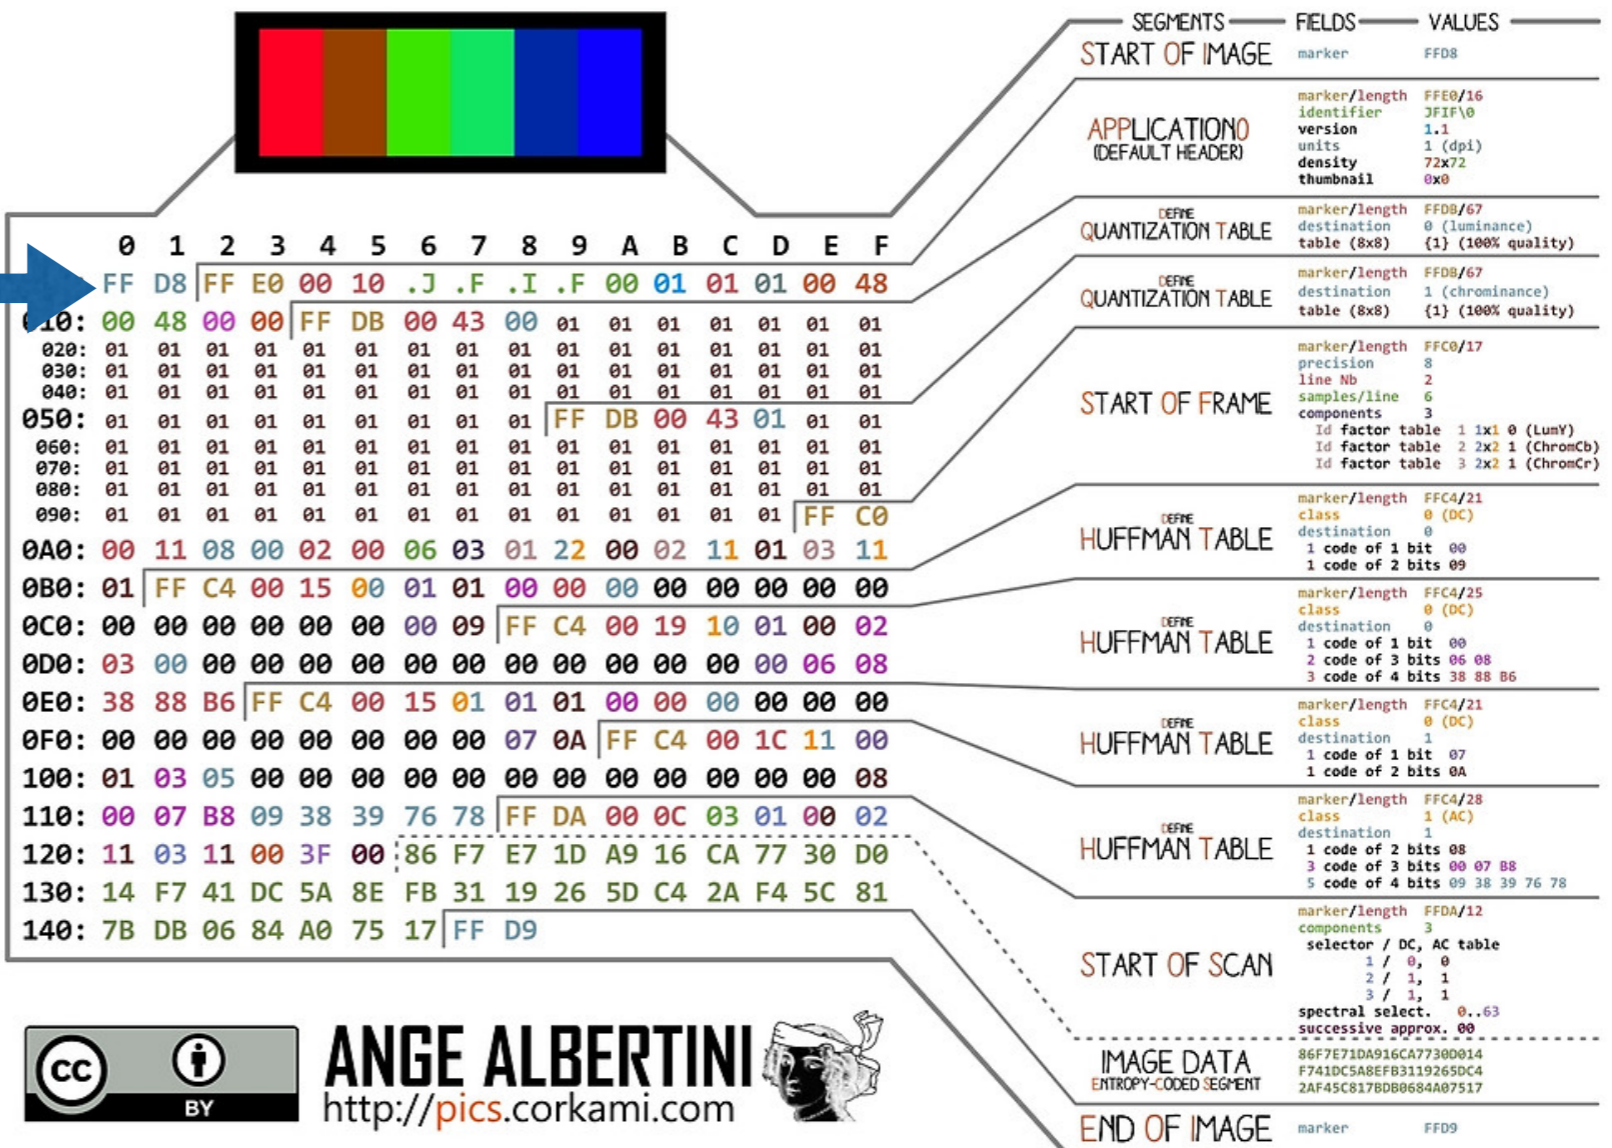 0 1 2 3 4 5 6 7 8 9 A B C D E F
FF D8 FF E0 00 10 .J .F .I .F 00 01 01 01 00 48
010: 00 48 00 00 FF DB 00 43 00 01 01 01 01 01 01 01
020: 01 01 01 01 01 01 01 01 01 01 01 01 01 01 01 01
030: 01 01 01 01 01 01 01 01 01 01 01 01 01 01 01 01
040: 01 01 01 01 01 01 01 01 01 01 01 01 01 01 01 01
050: 01 01 01 01 01 01 01 01 01 FF DB 00 43 01 01 01
060: 01 01 01 01 01 01 01 01 01 01 01 01 01 01 01 01
070: 01 01 01 01 01 01 01 01 01 01 01 01 01 01 01 01
080: 01 01 01 01 01 01 01 01 01 01 01 01 01 01 01 01
090: 01 01 01 01 01 01 01 01 01 01 01 01 01 01 FF C0
0A0: 00 11 08 00 02 00 06 03 01 22 00 02 11 01 03 11
0B0: 01 FF C4 00 15 00 01 01 00 00 00 00 00 00 00 00
0C0: 00 00 00 00 00 00 00 09 FF C4 00 19 10 01 00 02
0D0: 03 00 00 00 00 00 00 00 00 00 00 00 00 00 06 08
0E0: 38 88 B6 FF C4 00 15 01 01 01 00 00 00 00 00 00
0F0: 00 00 00 00 00 00 00 00 07 0A FF C4 00 1C 11 00
100: 01 03 05 00 00 00 00 00 00 00 00 00 00 00 00 08
110: 00 07 B8 09 38 39 76 78 FF DA 00 0C 03 01 00 02
120: 11 03 11 00 3F 00 86 F7 E7 1D A9 16 CA 77 30 D0
130: 14 F7 41 DC 5A 8E FB 31 19 26 5D C4 2A F4 5C 81
140: 7B DB 06 84 A0 75 17 FF D9
SEGMENTS FIELDS VALUES
START OF IMAGE
marker FFD8
APPLICATION0
(DEFAULT HEADER)
marker/length FFE0/16
identifier JFIF\0
version 1.1
units 1 (dpi)
density 72x72
thumbnail 0x0
DEFINE
QUANTIZATION TABLE
marker/length FFDB/67
destination 0 (luminance)
table (8x8) {1} (100% quality)
DEFINE
QUANTIZATION TABLE
marker/length FFDB/67
destination 1 (chrominance)
table (8x8) {1} (100% quality)
START OF FRAME
marker/length FFC0/17
precision 8
line Nb 2
samples/line 6
components 3
Id factor table 1 1x1 0 (LumY)
Id factor table 2 2x2 1 (ChromCb)
Id factor table 3 2x2 1 (ChromCr)
DEFINE
HUFFMAN TABLE
marker/length FFC4/21
class 0 (DC)
destination 0
1 code of 1 bit 00
1 code of 2 bits 09
DEFINE
HUFFMAN TABLE
marker/length FFC4/25
class 0 (DC)
destination 0
1 code of 1 bit 00
2 code of 3 bits 06 08
3 code of 4 bits 38 88 B6
DEFINE
HUFFMAN TABLE
marker/length FFC4/21
class 0 (DC)
destination 1
1 code of 1 bit 07
1 code of 2 bits 0A
DEFINE
HUFFMAN TABLE
marker/length FFC4/28
class 1 (AC)
destination 1
1 code of 2 bits 08
3 code of 3 bits 00 07 B8
5 code of 4 bits 09 38 39 76 78
START OF SCAN
marker/length FFDA/12
components 3
selector / DC, AC table
1 / 0, 0
2 / 1, 1
3 / 1, 1
spectral select. 0..63
successive approx. 00
IMAGE DATA
ENTROPY-CODED SEGMENT
86F7E71DA916CA7730D014
F741DC5A8EFB3119265DC4
2AF45C817BDB0684A07517
END OF IMAGE
marker FFD9
cc
BY
ANGE ALBERTINI
http://pics.corkami.com